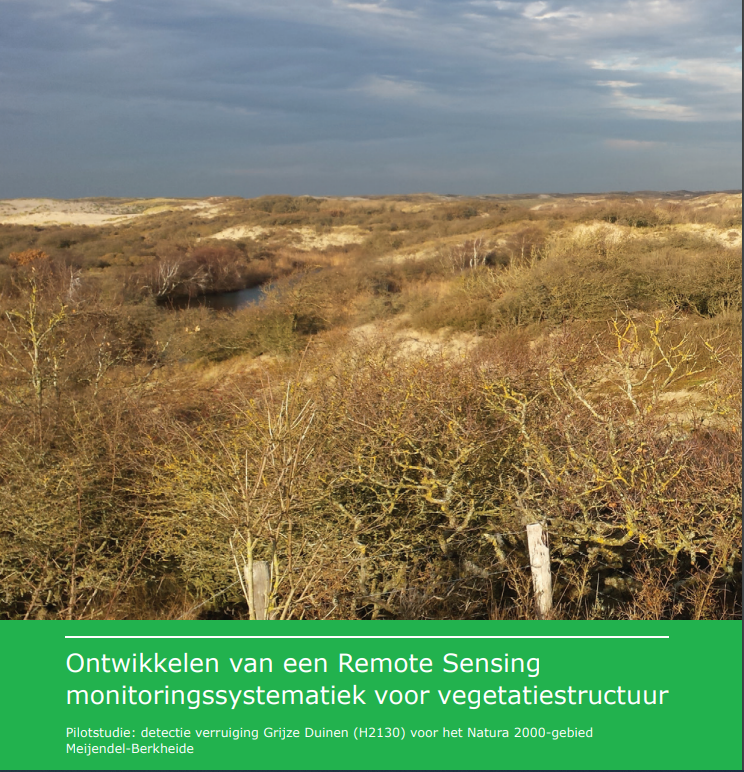 Ontwikkelen van een Remote Sensing
monitoringssystematiek voor vegetatiestructuur
Pilotstudie: detectie verruiging Grijze Duinen (H2130) voor het Natura 2000-gebied
Meijendel-Berkheide